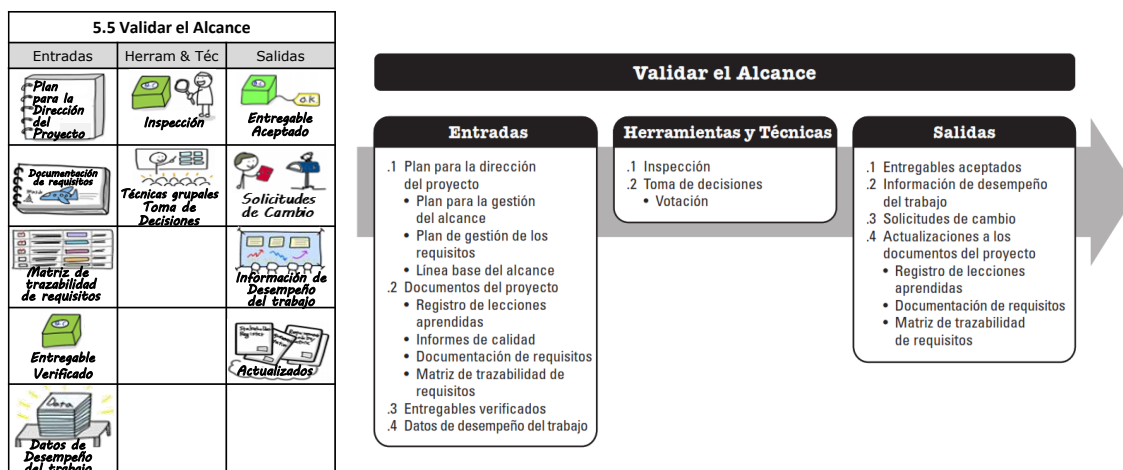 5.5 Validar el Alcance
Entradas
Herram & Téc
Salidas
Plan
para la
Dirección
del
Proyecto
Inspección
O.K
Entregable
Aceptado
Documentación
de requisitos
Técnicas grupales
Toma de
Decisiones
Solicitudes
de Cambio
Matriz de
trazabilidad
de requisitos
Información de
Desempeño
del trabajo
Entregable
Verificado
Actualizados
Data
Datos de
Desempeño
del trabajo
Validar el Alcance
Entradas
.1 Plan para la dirección
del proyecto
• Plan para la gestión
del alcance
• Plan de gestión de los
requisitos
• Línea base del alcance
.2 Documentos del proyecto
• Registro de lecciones
aprendidas
• Informes de calidad
• Documentación de requisitos
• Matriz de trazabilidad de
requisitos
.3 Entregables verificados
.4 Datos de desempeño del trabajo
Herramientas y Técnicas
.1 Inspección
.2 Toma de decisiones
• Votación
Salidas
.1 Entregables aceptados
.2 Información de desempeño
del trabajo
.3 Solicitudes de cambio
.4 Actualizaciones a los
documentos del proyecto
• Registro de lecciones
aprendidas
• Documentación de requisitos
• Matriz de trazabilidad
de requisitos